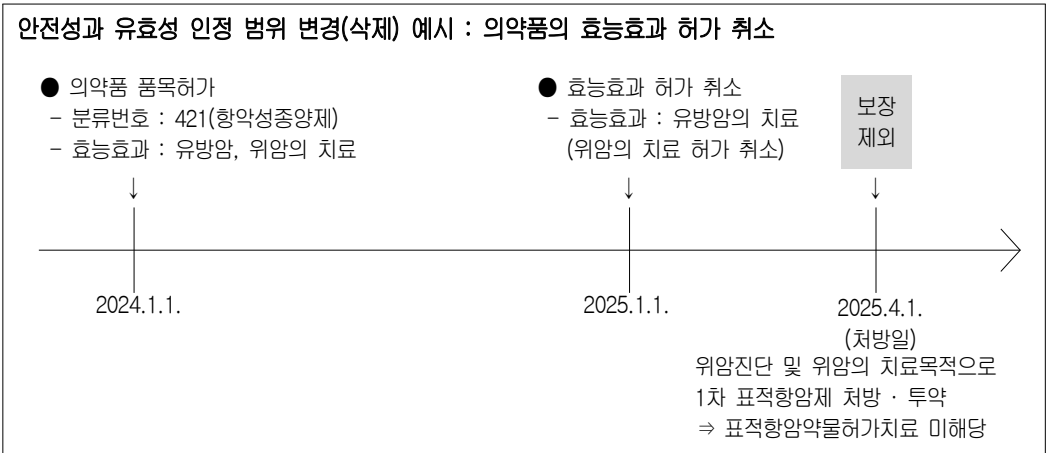 안전성과 유효성 인정 범위 변경(삭제) 예시 : 의약품의 효능효과 허가 취소
● 의약품 품목허가
- 분류번호 : 421(항악성종양제)
- 효능효과 : 유방암, 위암의 치료
● 효능효과 허가 취소
- 효능효과 : 유방암의 치료
(위암의 치료 허가 취소)
보장
제외
↓
↓
↓
2024.1.1.
2025.1.1.
2025.4.1.
(처방일)
위암진단 및 위암의 치료목적으로
1차 표적항암제 처방 · 투약
⇒ 표적항암약물허가치료 미해당